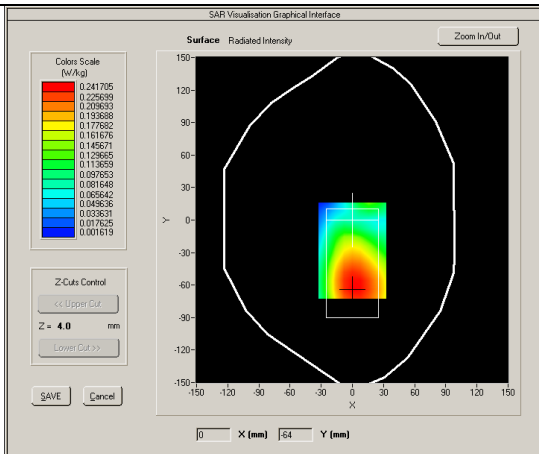 SAR Visualisation Graphical Interface
Surface Radiated Intensity
Zoom In/Out
Colors Scale
(W/kg)
0.241705
0.225699
0.209693
0.193688
0.177682
0.161676
0.145671
0.129665
0.113659
0.097653
0.081648
0.065642
0.049636
0.033631
0.017625
0.001619
Z-Cuts Control
<< Upper Cut
Z = 4.0 mm
Lower Cut >>
SAVE
Cancel
150
120
90
60
30
0
-30
-60
-90
-120
-150
Y
-150 -120 -90 -60 -30 0 30 60 90 120 150
X
0 X (mm) -64 Y (mm)